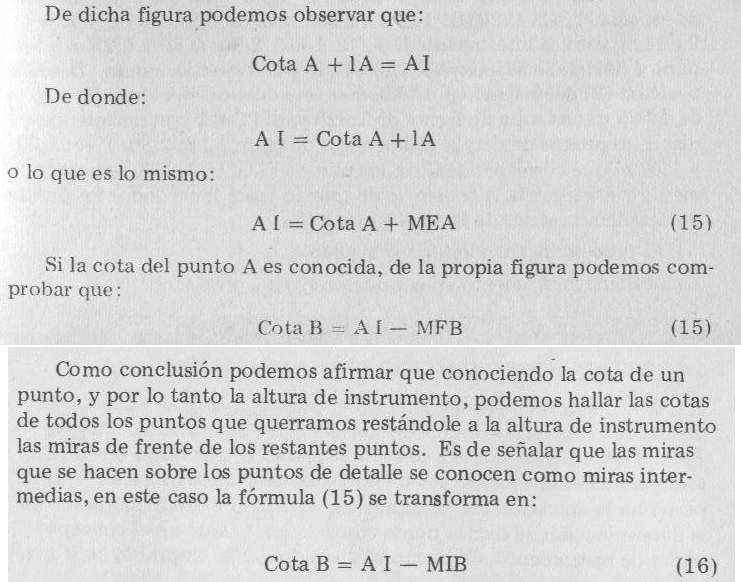 De dicha figura podemos observar que:
Cota A + lA = AI
De donde:
A I = Cota A + lA
o lo que es lo mismo:
A I = Cota A + MEA (15)
Si la cota del punto A es conocida, de la propia figura podemos com-
probar que:
Cota B = A I — MFB (15)
Como conclusión podemos afirmar que conociendo la cota de un
punto, y por lo tanto la altura de instrumento, podemos hallar las cotas
de todos los puntos que querramos restándole a la altura de instrumento
las miras de frente de los restantes puntos. Es de señalar que las miras
que se hacen sobre los puntos de detalle se conocen como miras inter-
medias, en este caso la fórmula (15) se transforma en:
Cota B = A I — MIB (16)